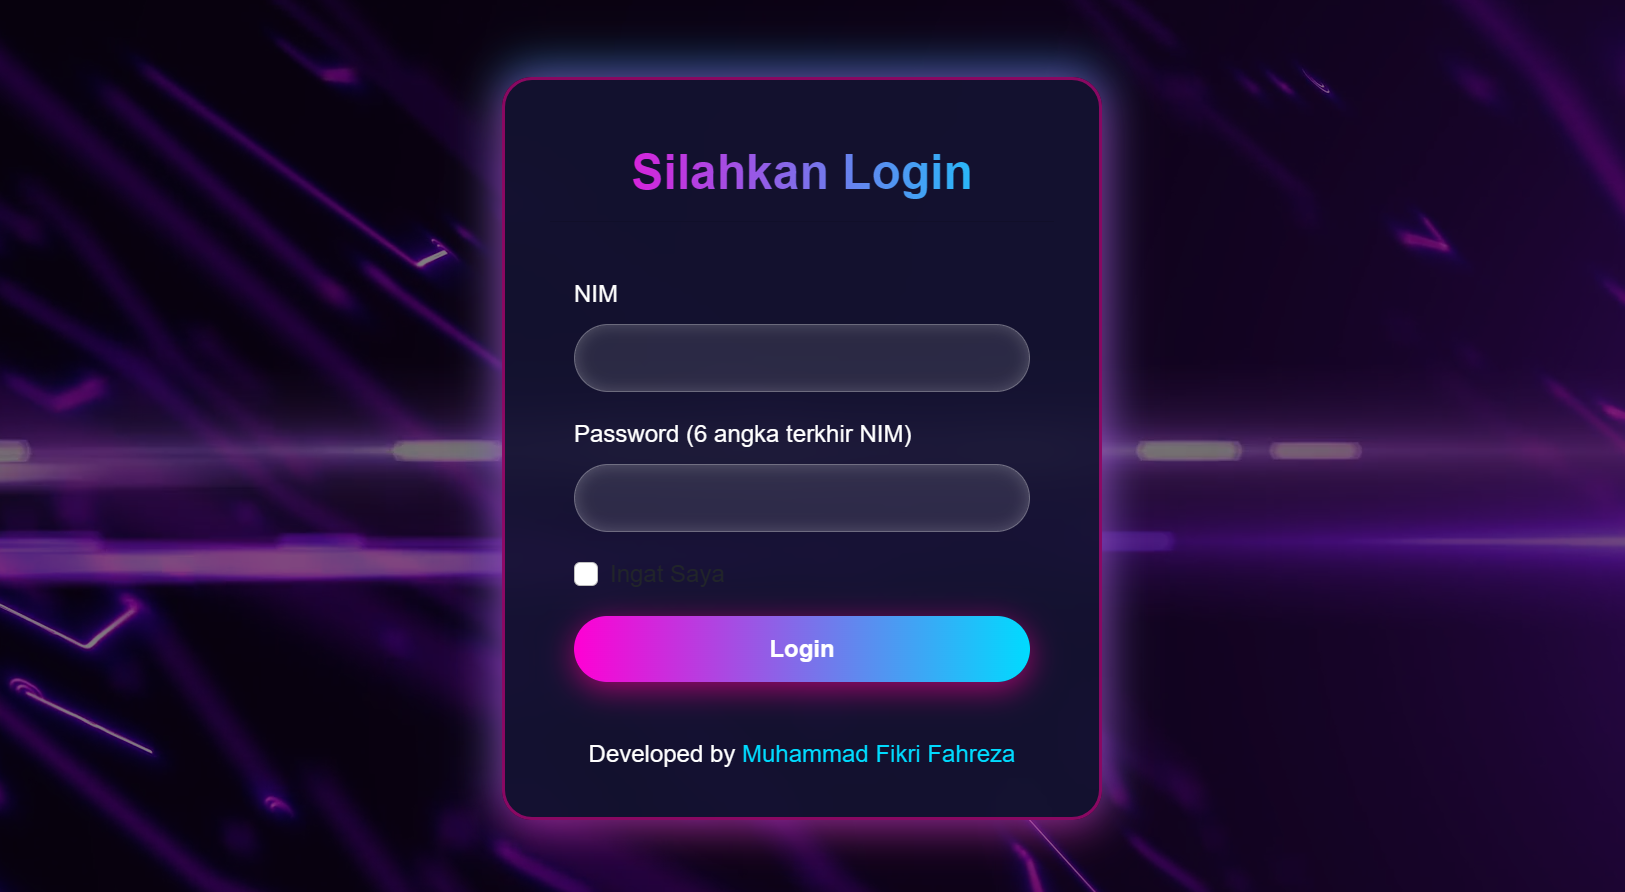 Silahkan Login
NIM
Password (6 angka terkhir NIM)
Ingat Saya
Login
Developed by Muhammad Fikri Fahreza